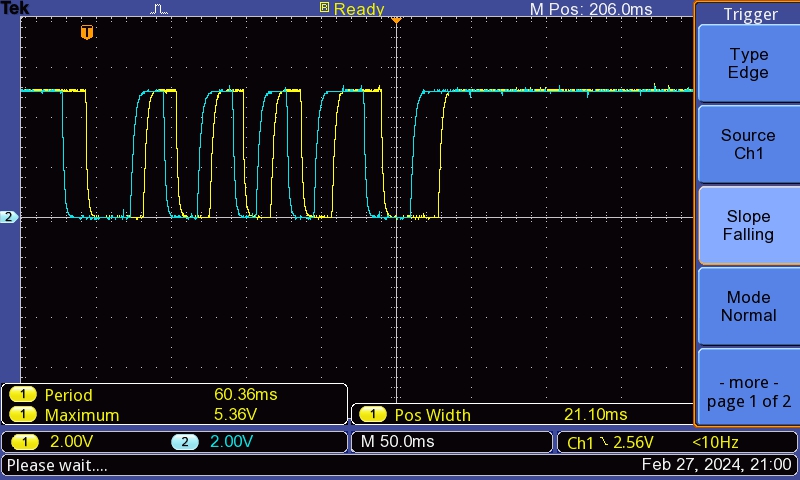 Tek
R Ready
M Pos: 206.0ms
Trigger
T
Type
Edge
Source
Ch1
Slope
Falling
Mode
Normal
- more -
page 1 of 2
2
1 Period 60.36ms
1 Maximum 5.36V
1 Pos Width 21.10ms
1 2.00V 2 2.00V
M 50.0ms
Ch1 2.56V <10Hz
Please wait....
Feb 27, 2024, 21:00